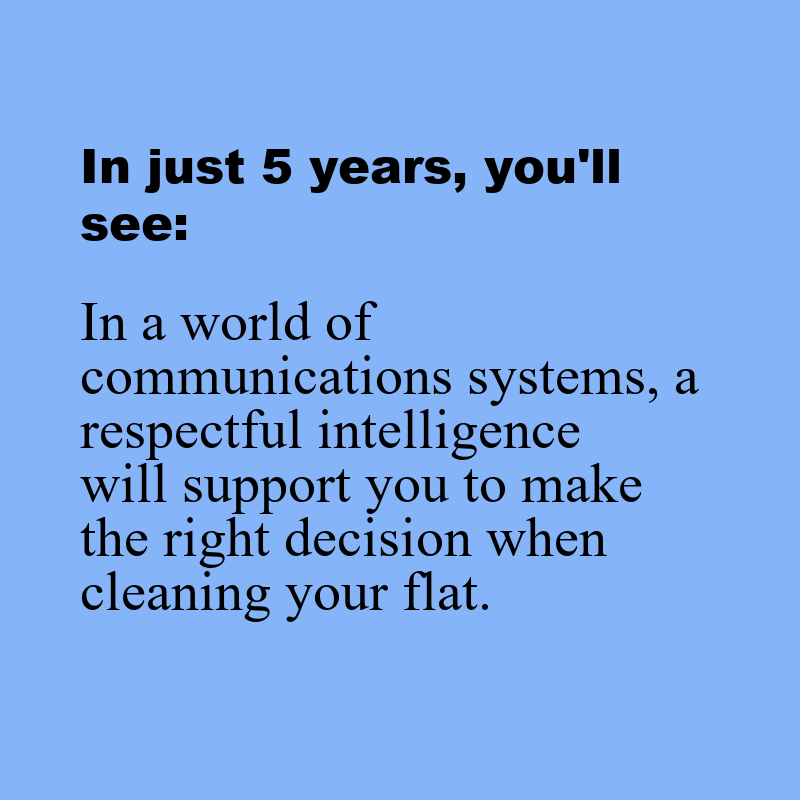 In just 5 years, you'll
see:
In a world of
communications systems, a
respectful intelligence
will support you to make
the right decision when
cleaning your flat.